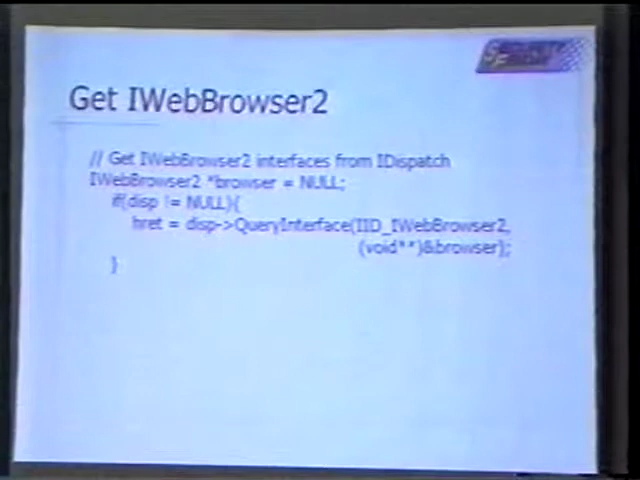 Get IWebBrowser2
// Get IWebBrowser2 interfaces from IDispatch
IWebBrowser2 *browser = NULL;
if(disp != NULL){
hret = disp->QueryInterface(IID_IWebBrowser2,
(void**)&browser);
}